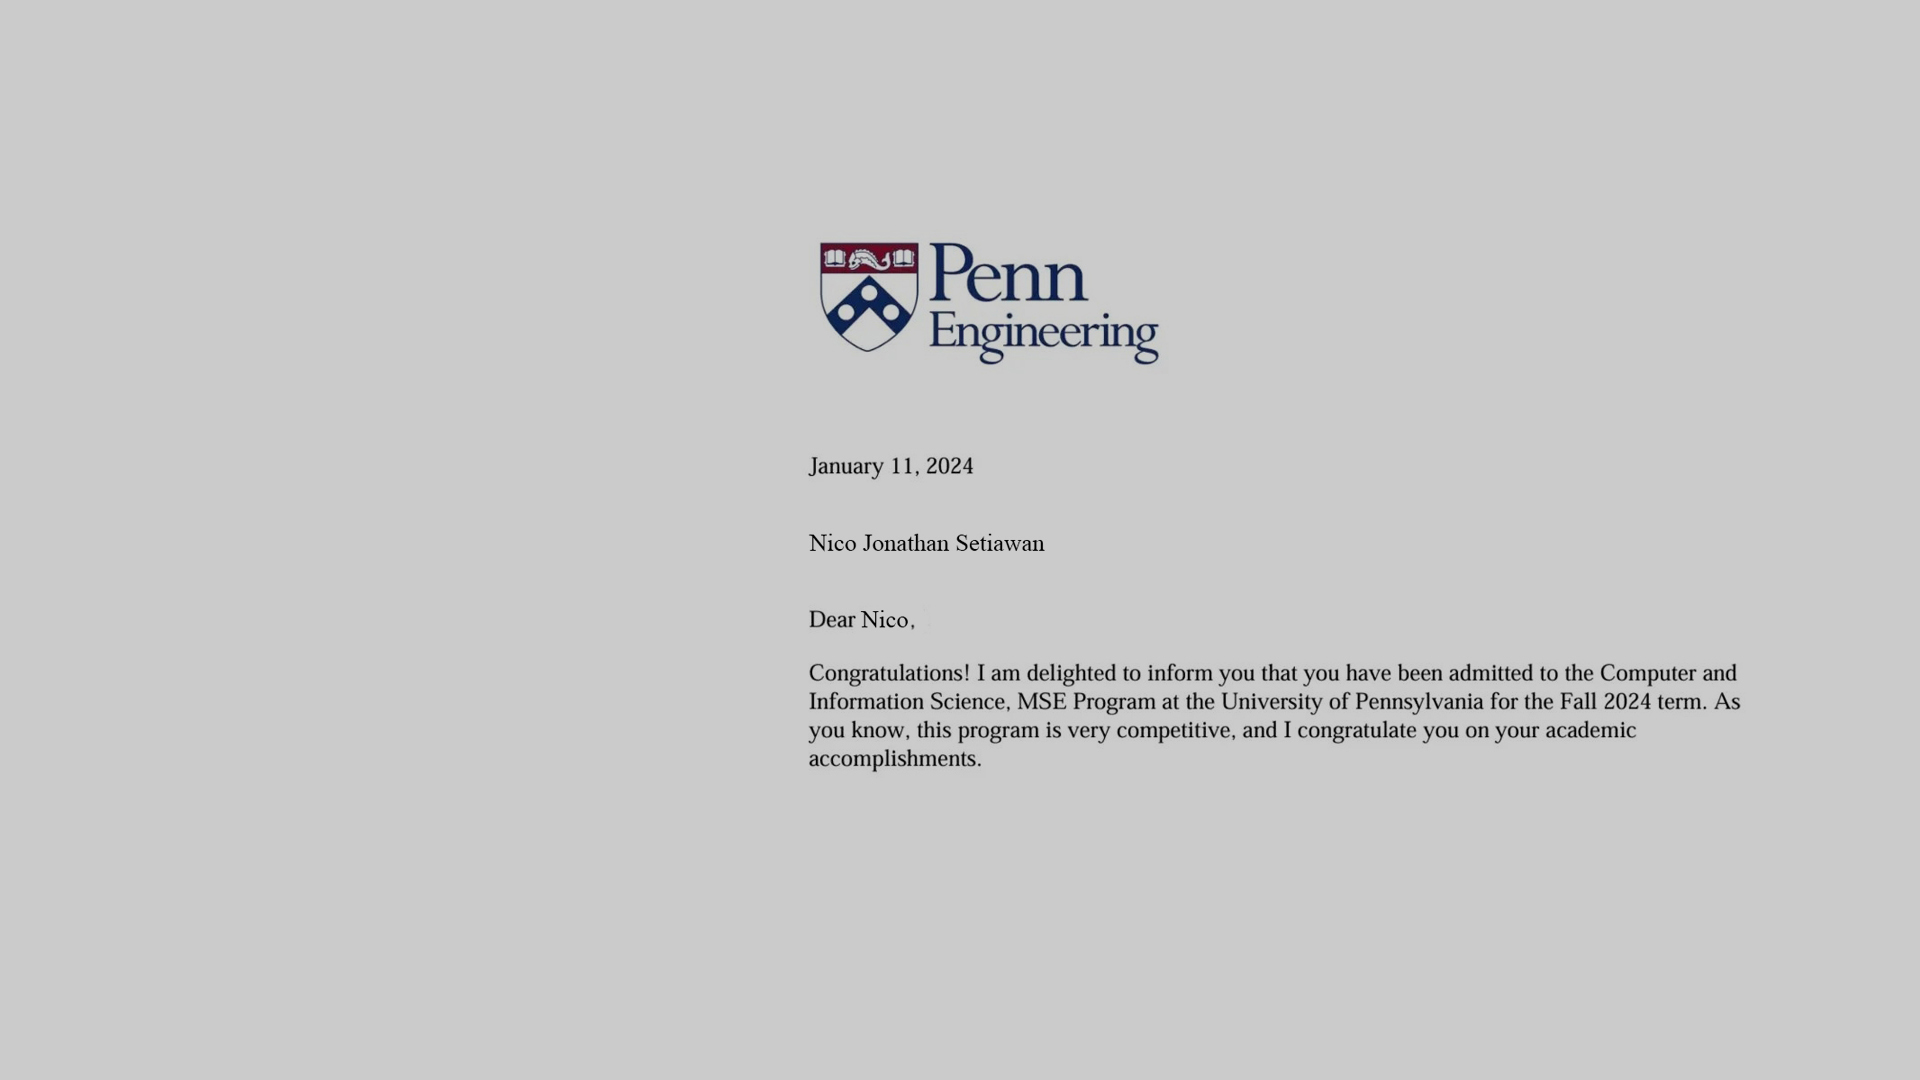 Penn
Engineering
January 11, 2024
Nico Jonathan Setiawan
Dear Nico,
Congratulations! I am delighted to inform you that you have been admitted to the Computer and
Information Science, MSE Program at the University of Pennsylvania for the Fall 2024 term. As
you know, this program is very competitive, and I congratulate you on your academic
accomplishments.